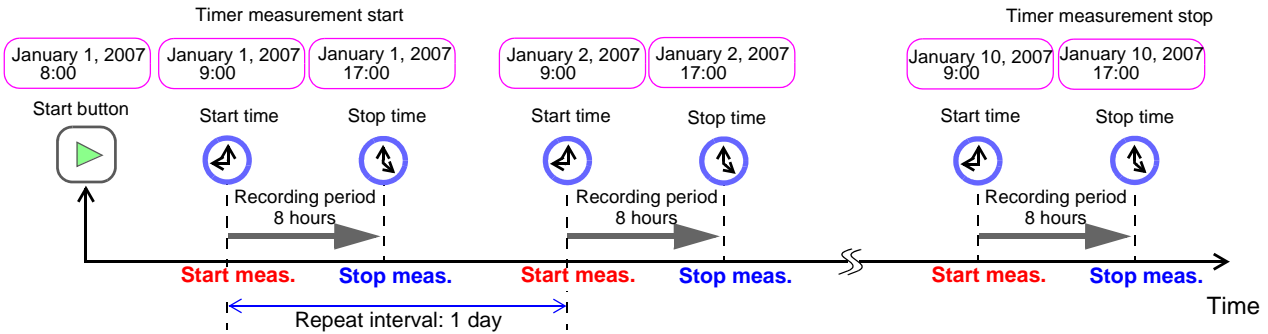 Timer measurement start
Timer measurement stop
January 1, 2007
8:00
January 1, 2007
9:00
January 1, 2007
17:00
January 2, 2007
9:00
January 2, 2007
17:00
January 10, 2007
9:00
January 10, 2007
17:00
Start button
Start time
Stop time
Start time
Stop time
Start time
Stop time
Recording period
8 hours
Recording period
8 hours
Recording period
8 hours
Start meas.
Stop meas.
Start meas.
Stop meas.
Start meas.
Stop meas.
Time
Repeat interval: 1 day